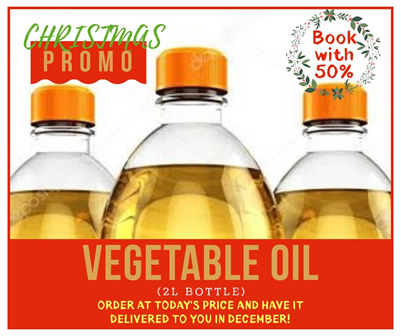 CHRISTMAS
PROMO
Book
with
50%
VEGETABLE OIL
(2L BOTTLE)
ORDER AT TODAY'S PRICE AND HAVE IT
DELIVERED TO YOU IN DECEMBER!